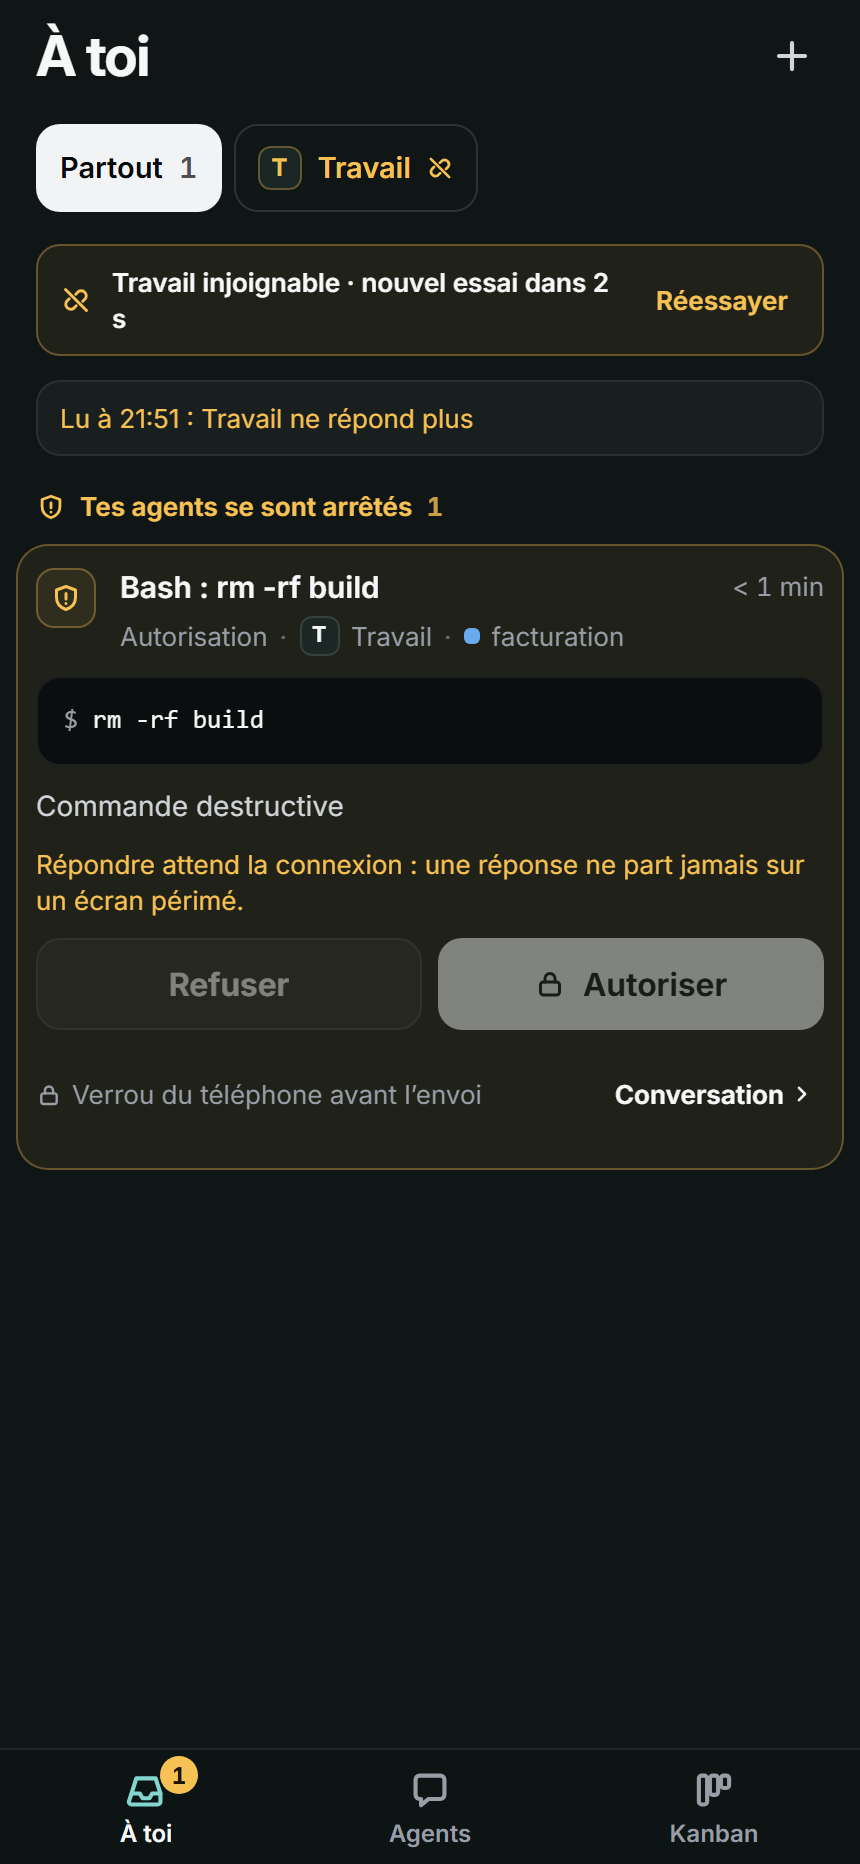 À toi
Partout 1
T Travail
Travail injoignable · nouvel essai dans 2
s
Réessayer
Lu à 21:51 : Travail ne répond plus
Tes agents se sont arrêtés 1
Bash : rm -rf build
< 1 min
Autorisation · T Travail · facturation
$ rm -rf build
Commande destructive
Répondre attend la connexion : une réponse ne part jamais sur
un écran périmé.
Refuser
Autoriser
Verrou du téléphone avant l’envoi
Conversation
1
À toi
Agents
Kanban